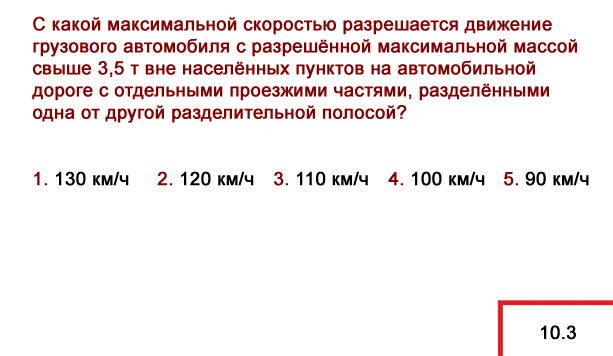 С какой максимальной скоростью разрешается движение
грузового автомобиля с разрешённой максимальной массой
свыше 3,5 т вне населённых пунктов на автомобильной
дороге с отдельными проезжими частями, разделёнными
одна от другой разделительной полосой?
1. 130 км/ч 2. 120 км/ч 3. 110 км/ч 4. 100 км/ч 5. 90 км/ч
10.3